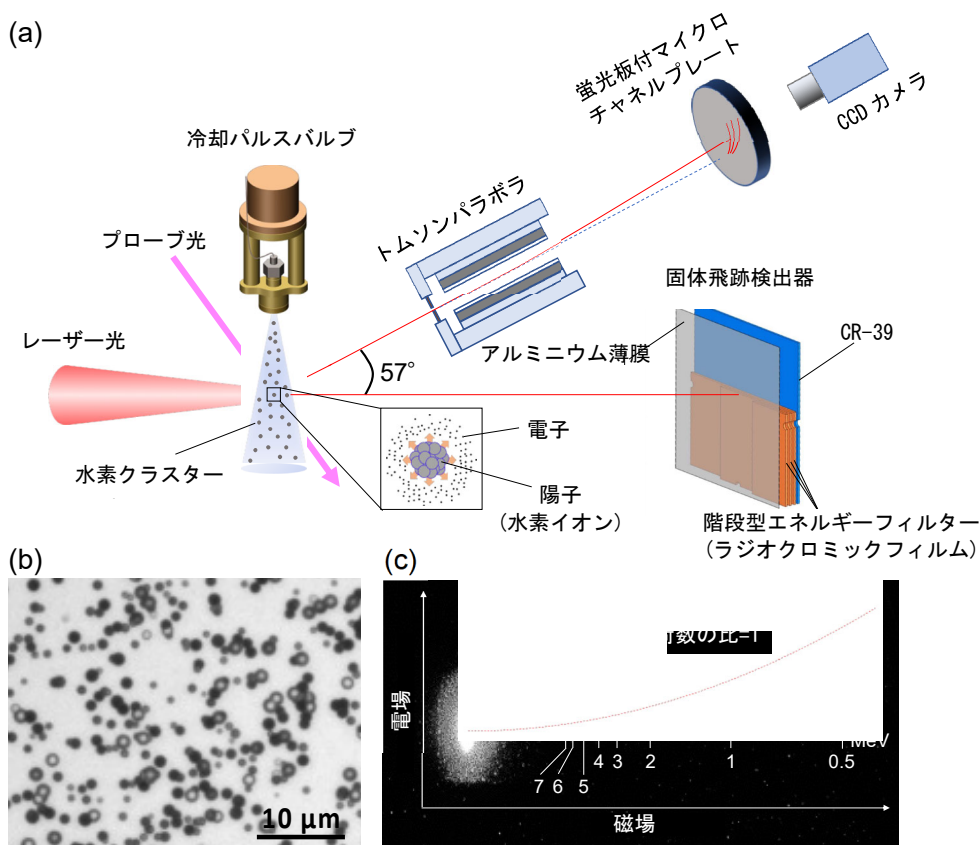 (a)
蛍光板付マイクロ
チャネルプレート
CCD カメラ
冷却パルスバルブ
トムソンパラボラ
プローブ光
固体飛跡検出器
レーザー光
アルミニウム薄膜
CR-39
57°
電子
水素クラスター
陽子
(水素イオン)
階段型エネルギーフィルター
(ラジオクロミックフィルム)
(b)
10 μm
(c)
数の比=1
電場
MeV
7 6 5 4 3 2 1 0.5
磁場